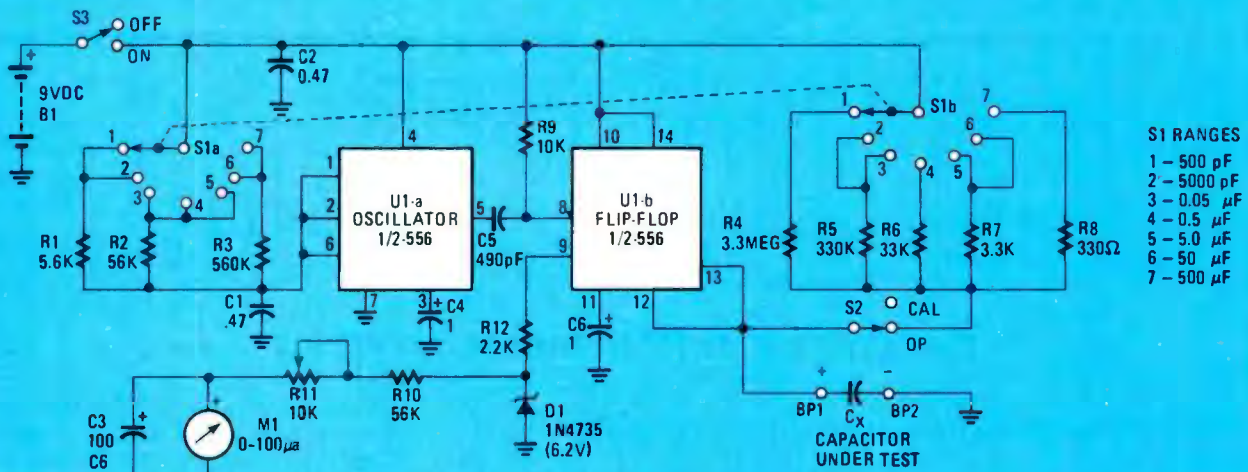 S3
OFF
ON
+
9VDC
B1
C2
0.47
1
2
3
4
5
6
7
S1a
R1
5.6K
R2
56K
R3
560K
C1
.47
4
1
2
6
5
7
3
U1-a
OSCILLATOR
1/2-556
+
C4
1
C5
490pF
R9
10K
10
14
8
9
13
11
12
U1-b
FLIP-FLOP
1/2-556
C6
+
1
R12
2.2K
D1
1N4735
(6.2V)
R10
56K
R11
10K
C3
100
C6
+
+
M1
0-100µa
1
2
3
4
5
6
7
S1b
R4
3.3MEG
R5
330K
R6
33K
R7
3.3K
R8
330Ω
S2
CAL
OP
+
-
BP1
CX
BP2
CAPACITOR
UNDER TEST
S1 RANGES
1 – 500 pF
2 – 5000 pF
3 – 0.05 µF
4 – 0.5 µF
5 – 5.0 µF
6 – 50 µF
7 – 500 µF